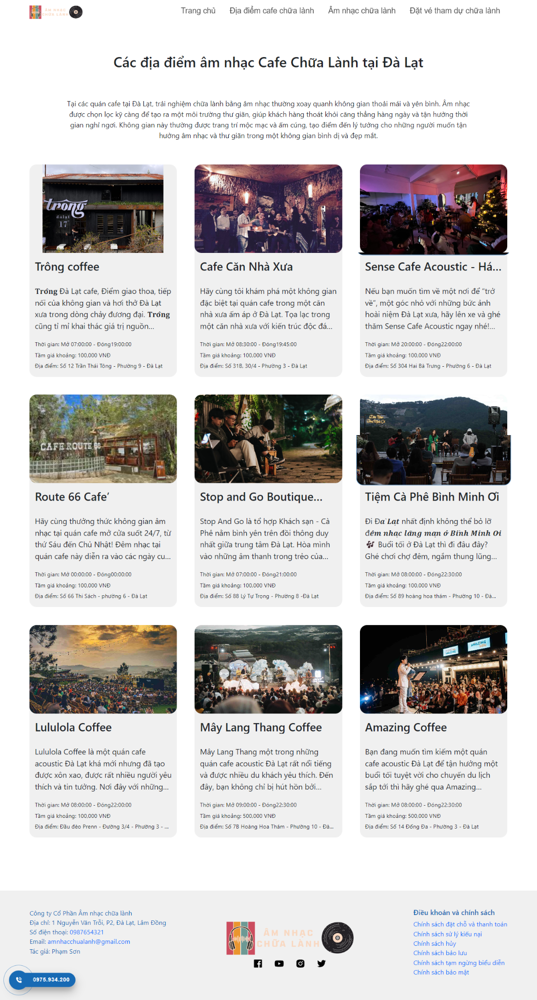 ÂM NHẠC
CHỮA LÀNH
Trang chủ
Địa điểm cafe chữa lành
Âm nhạc chữa lành
Đặt vé tham dự chữa lành
Các địa điểm âm nhạc Cafe Chữa Lành tại Đà Lạt
Tại các quán cafe tại Đà Lạt, trải nghiệm chữa lành bằng âm nhạc thường xoay quanh không gian thoải mái và yên bình. Âm nhạc
được chọn lọc kỹ càng để tạo ra một môi trường thư giãn, giúp khách hàng thoát khỏi căng thẳng hàng ngày và tận hưởng thời
gian nghỉ ngơi. Không gian này thường được trang trí mộc mạc và ấm cúng, tạo điểm đến lý tưởng cho những người muốn tận
hưởng âm nhạc và thư giãn trong một không gian bình dị và đẹp mắt.
trông
dalat
17
Trông coffee
Trống Đà Lạt cafe, Điểm giao thoa, tiếp
nối của không gian và hơi thở Đà Lạt
xưa trong dòng chảy đương đại. Trống
cũng tỉ mỉ khai thác giá trị nguồn...
Thời gian: Mở 07:00:00 - Đóng19:00:00
Tầm giá khoảng: 100,000 VNĐ
Địa điểm: Số 12 Trần Thái Tông - Phường 9 - Đà Lạt
Cafe Căn Nhà Xưa
Hãy cùng tôi khám phá một không gian
đặc biệt tại quán cafe trong một căn
nhà xưa ấm áp ở Đà Lạt. Tọa lạc trong
một căn nhà xưa với kiến trúc độc đá...
Thời gian: Mở 08:30:00 - Đóng19:45:00
Tầm giá khoảng: 100,000 VNĐ
Địa điểm: Số 31B, 30/4 - Phường 3 - Đà Lạt
Sense Cafe Acoustic - Há...
Nếu bạn muốn tìm về một nơi để “trở
về”, một góc nhỏ với những bức ảnh
hoài niệm Đà Lạt xưa, hãy lên xe và ghé
thăm Sense Cafe Acoustic ngay nhé!...
Thời gian: Mở 20:00:00 - Đóng22:00:00
Tầm giá khoảng: 100,000 VNĐ
Địa điểm: Số 304 Hai Bà Trưng - Phường 6 - Đà Lạt
CAFE ROUTE 66
Route 66 Cafe’
Hãy cùng thưởng thức không gian âm
nhạc tại quán cafe mở cửa suốt 24/7, từ
thứ Sáu đến Chủ Nhật! Đêm nhạc tại
quán cafe này diễn ra vào các ngày cu...
Thời gian: Mở 00:00:00 - Đóng00:00:00
Tầm giá khoảng: 100,000 VNĐ
Địa điểm: Số 66 Thi Sách - phường 6 - Đà Lạt
Stop and Go Boutique...
Stop And Go là tổ hợp Khách sạn - Cà
Phê nằm bình yên trên đồi thông duy
nhất giữa trung tâm Đà Lạt. Hòa mình
vào những âm thanh trong trẻo của...
Thời gian: Mở 07:00:00 - Đóng21:00:00
Tầm giá khoảng: 100,000 VNĐ
Địa điểm: Số 88 Lý Tự Trọng - Phường 8 -Đà Lạt
Tiệm Cà Phê Bình Minh Ơi
Đi Đà Lạt nhất định không thể bỏ lỡ
đêm nhạc lãng mạn ở Bình Minh Ơi
🎶 Buổi tối ở Đà Lạt thì đi đâu đây?
Ghé chơi chợ đêm, ngắm thung lũng...
Thời gian: Mở 08:00:00 - Đóng22:30:00
Tầm giá khoảng: 100,000 VNĐ
Địa điểm: Số 89 hoàng hoa thám - Phường 10 - Đà...
Lululola Coffee
Lululola Coffee là một quán cafe
acoustic Đà Lạt khá mới nhưng đã tạo
được xôn xao, được rất nhiều người yêu
thích và tin tưởng. Nơi đây với những...
Thời gian: Mở 08:00:00 - Đóng22:00:00
Tầm giá khoảng: 100,000 VNĐ
Địa điểm: Đầu đèo Prenn - Đường 3/4 - Phường 3 - ...
Mây Lang Thang Coffee
Mây Lang Thang một trong những
quán cafe acoustic Đà Lạt rất nổi tiếng
và được nhiều du khách yêu thích. Đến
đây, bạn không chỉ bị hút hồn bởi...
Thời gian: Mở 09:00:00 - Đóng22:30:00
Tầm giá khoảng: 500,000 VNĐ
Địa điểm: Số 7B Hoàng Hoa Thám - Phường 10 - Đà...
AMAZING
AMAZING
Amazing Coffee
Bạn đang muốn tìm kiếm một quán
cafe acoustic Đà Lạt để tận hưởng một
buổi tối tuyệt vời cho chuyến du lịch
sắp tới thì hãy ghé qua Amazing...
Thời gian: Mở 08:00:00 - Đóng22:30:00
Tầm giá khoảng: 500,000 VNĐ
Địa điểm: Số 14 Đống Đa - Phường 3 - Đà Lạt
Công ty Cổ Phần Âm nhạc chữa lành
Địa chỉ: 1 Nguyễn Văn Trỗi, P2, Đà Lạt, Lâm Đồng
Số điện thoại: 0987654321
Email: amnhacchualanh@gmail.com
Tác giả: Phạm Sơn
0975.934.200
ÂM NHẠC
CHỮA LÀNH
Điều khoản và chính sách
Chính sách đặt chỗ và thanh toán
Chính sách sử lý kiếu nại
Chính sách hủy
Chính sách bảo lưu
Chính sách tạm ngừng biểu diễn
Chính sách bảo mật